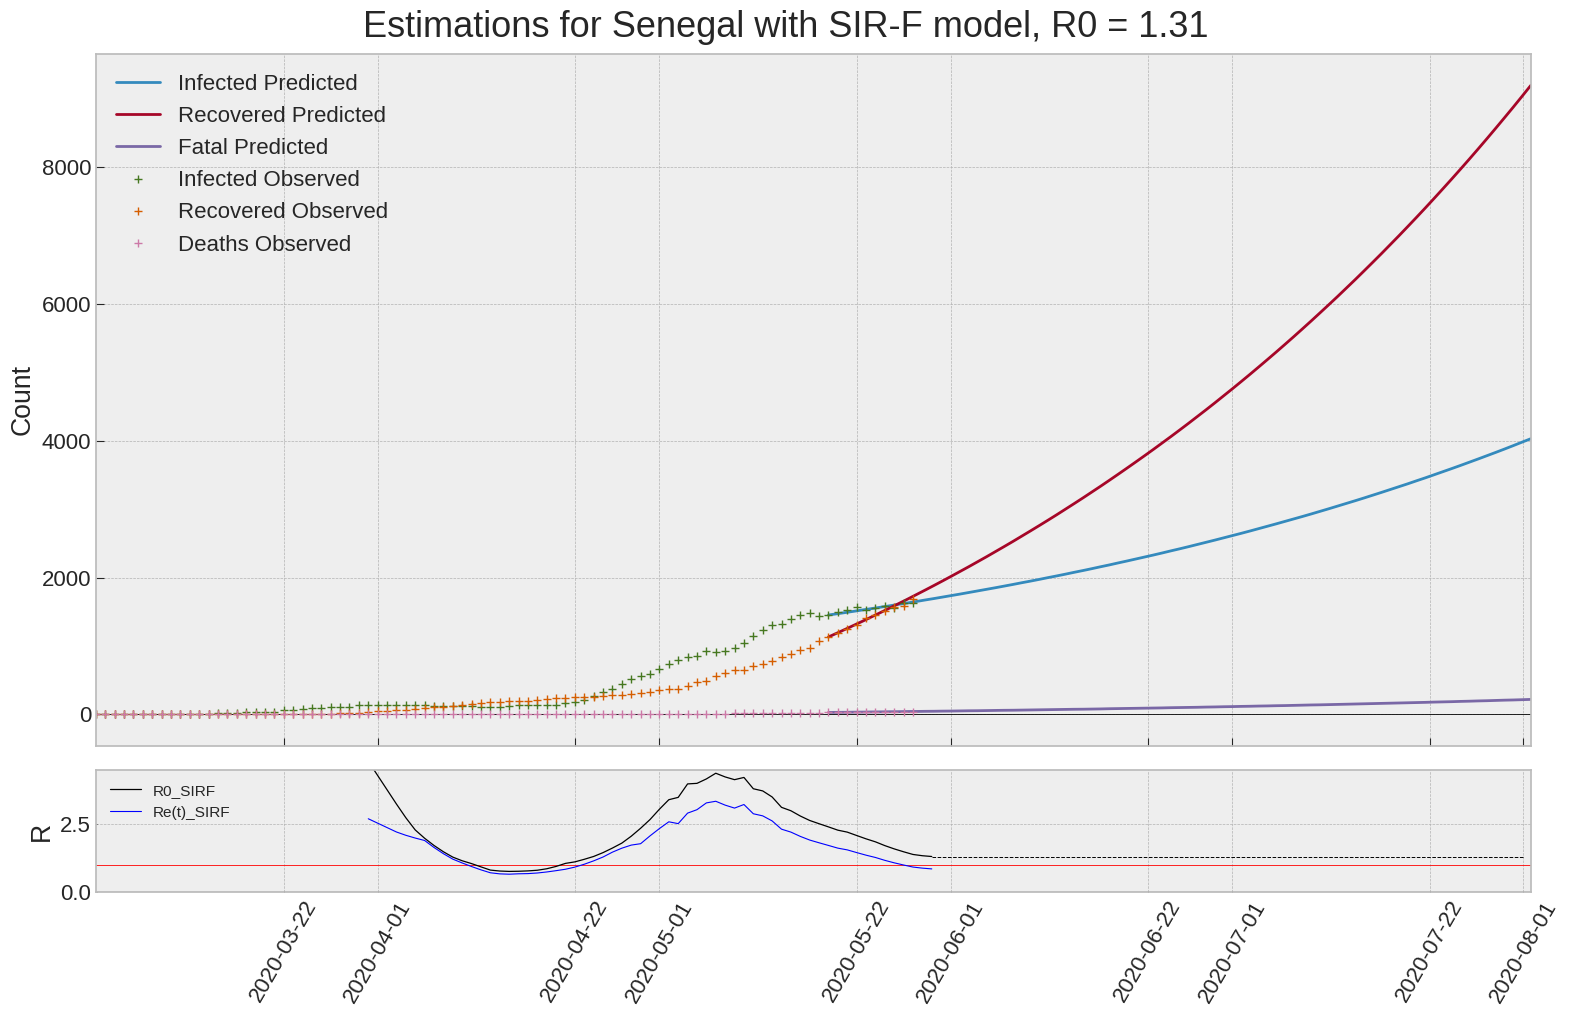 Estimations for Senegal with SIR-F model, R0 = 1.31
Infected Predicted
Recovered Predicted
Fatal Predicted
Infected Observed
Recovered Observed
Deaths Observed
8000
6000
4000
2000
0
Count
R0_SIRF
Re(t)_SIRF
2.5
0.0
R
2020-03-22
2020-04-01
2020-04-22
2020-05-01
2020-05-22
2020-06-01
2020-06-22
2020-07-01
2020-07-22
2020-08-01